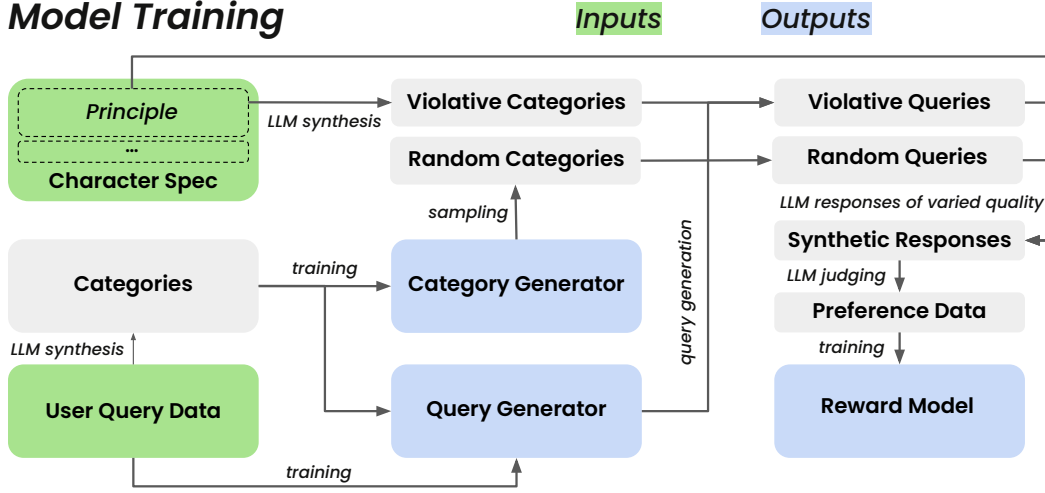 Model Training
Inputs
Outputs
Principle
...
Character Spec
LLM synthesis
Violative Categories
Violative Queries
Random Categories
Random Queries
sampling
LLM responses of varied quality
Categories
training
Category Generator
query generation
Synthetic Responses
LLM judging
Preference Data
LLM synthesis
training
User Query Data
Query Generator
Reward Model
training